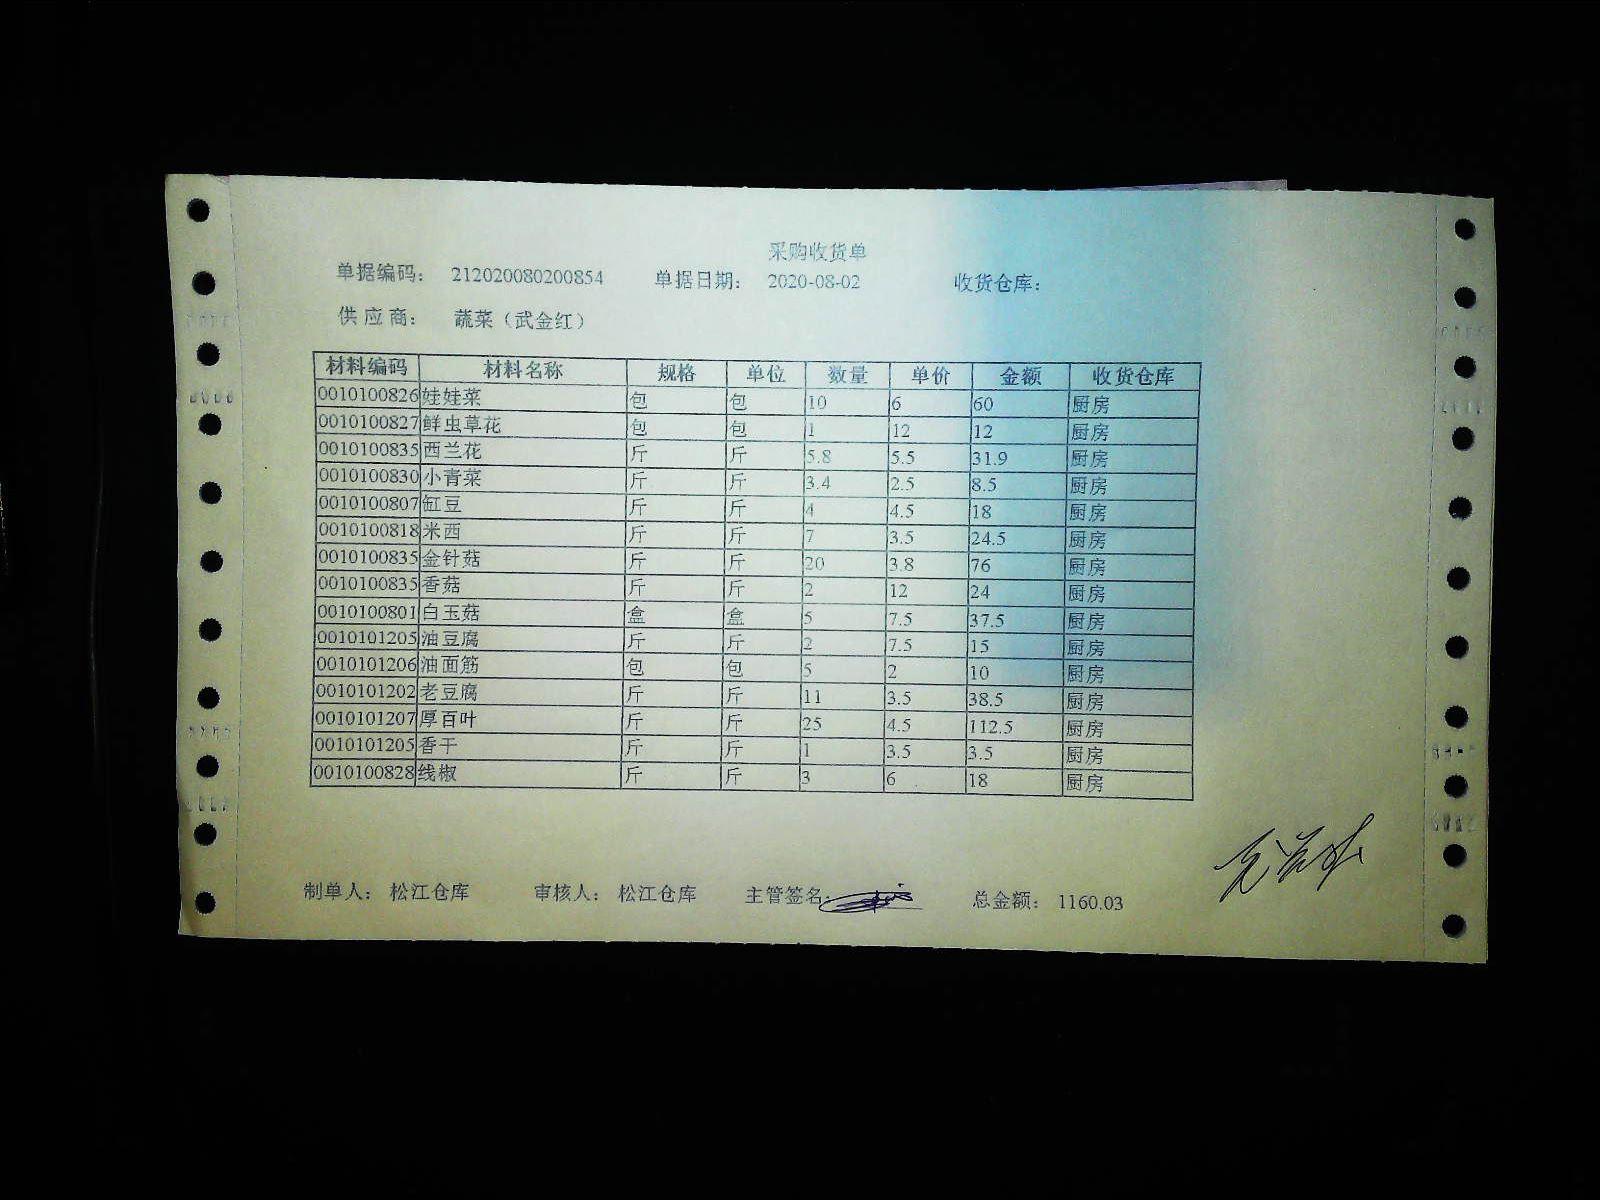 采购收货单
单据编码： 212020080200854 单据日期： 2020-08-02 收货仓库：
供应商： 蔬菜（武金红）
材料编码 材料名称 规格 单位 数量 单价 金额 收货仓库
0010100826 娃娃菜 包 包 10 6 60 厨房
0010100827 鲜虫草花 包 包 1 12 12 厨房
0010100835 西兰花 斤 斤 5.8 5.5 31.9 厨房
0010100830 小青菜 斤 斤 3.4 2.5 8.5 厨房
0010100807 缸豆 斤 斤 4 4.5 18 厨房
0010100818 米西 斤 斤 7 3.5 24.5 厨房
0010100835 金针菇 斤 斤 20 3.8 76 厨房
0010100835 香菇 斤 斤 2 12 24 厨房
0010100801 白玉菇 盒 盒 5 7.5 37.5 厨房
0010101205 油豆腐 斤 斤 2 7.5 15 厨房
0010101206 油面筋 包 包 5 2 10 厨房
0010101202 老豆腐 斤 斤 11 3.5 38.5 厨房
0010101207 厚百叶 斤 斤 25 4.5 112.5 厨房
0010101205 香干 斤 斤 1 3.5 3.5 厨房
0010100828 线椒 斤 斤 3 6 18 厨房
制单人： 松江仓库 审核人： 松江仓库 主管签名： 总金额： 1160.03